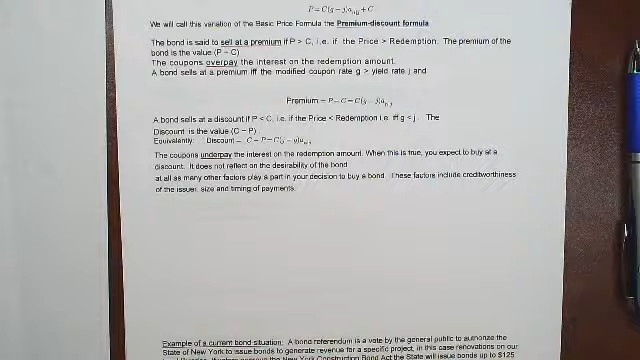 P = C(g − j)a n|j + C
We will call this variation of the Basic Price Formula the Premium-discount formula
The bond is said to sell at a premium if P > C, i.e. if the Price > Redemption. The premium of the
bond is the value (P – C)
The coupons overpay the interest on the redemption amount.
A bond sells at a premium iff the modified coupon rate g > yield rate j and
Premium = P − C = C(g − j)a n|j
A bond sells at a discount if P < C, i.e. if the Price < Redemption i.e. iff g < j. The
Discount is the value (C – P)
Equivalently: Discount = C − P = C(j − g)a n|j
The coupons underpay the interest on the redemption amount. When this is true, you expect to buy at a
discount. It does not reflect on the desirability of the bond
at all as many other factors play a part in your decision to buy a bond. These factors include creditworthiness
of the issuer, size and timing of payments.
Example of a current bond situation: A bond referendum is a vote by the general public to authorize the
State of New York to issue bonds to generate revenue for a specific project, in this case renovations on our
New York Construction Bond Act the State will issue bonds up to $125